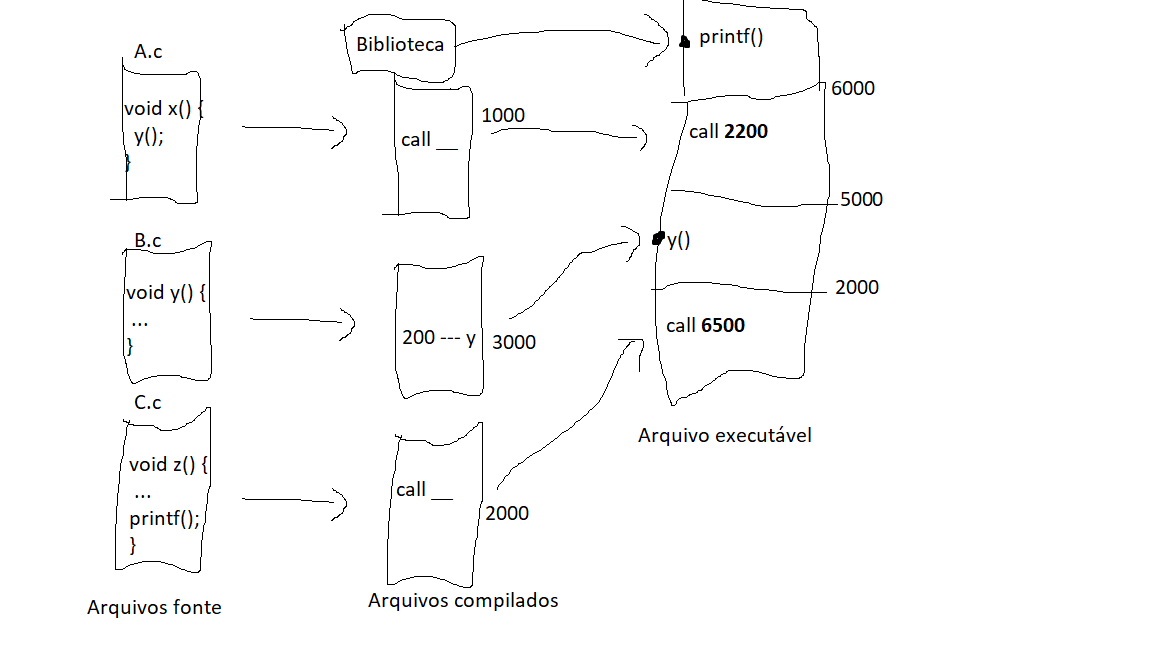 A.c
void x() {
y();
}
B.c
void y() {
...
}
C.c
void z() {
...
printf();
}
Arquivos fonte
Biblioteca
call __
1000
200 --- y
3000
call __
2000
Arquivos compilados
printf()
6000
call 2200
5000
y()
2000
call 6500
Arquivo executável